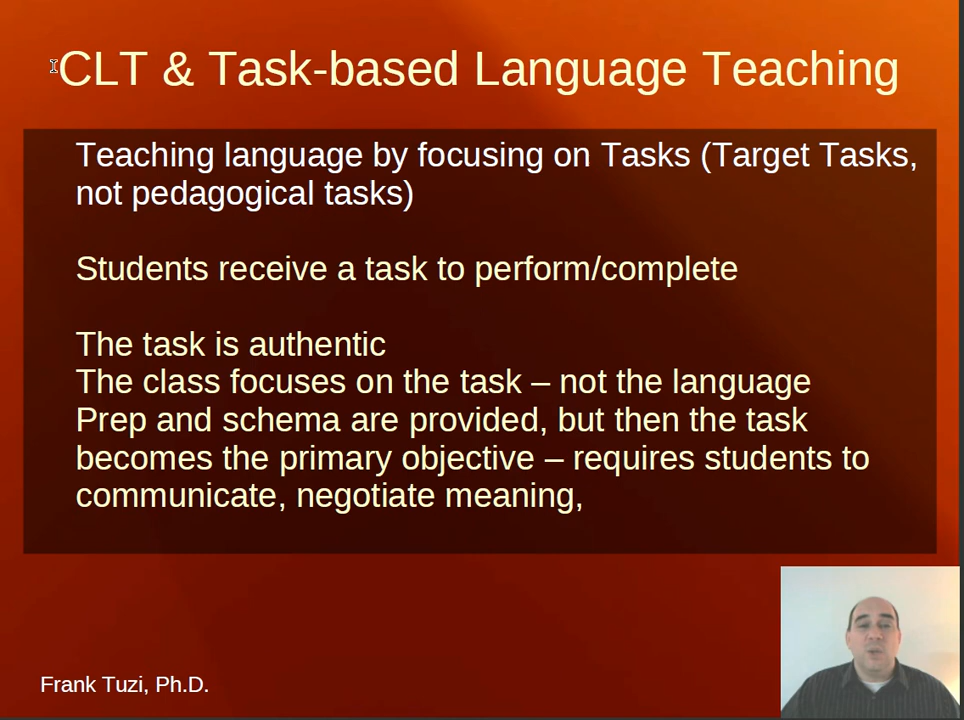 CLT & Task-based Language Teaching
Teaching language by focusing on Tasks (Target Tasks,
not pedagogical tasks)
Students receive a task to perform/complete
The task is authentic
The class focuses on the task – not the language
Prep and schema are provided, but then the task
becomes the primary objective – requires students to
communicate, negotiate meaning,
Frank Tuzi, Ph.D.